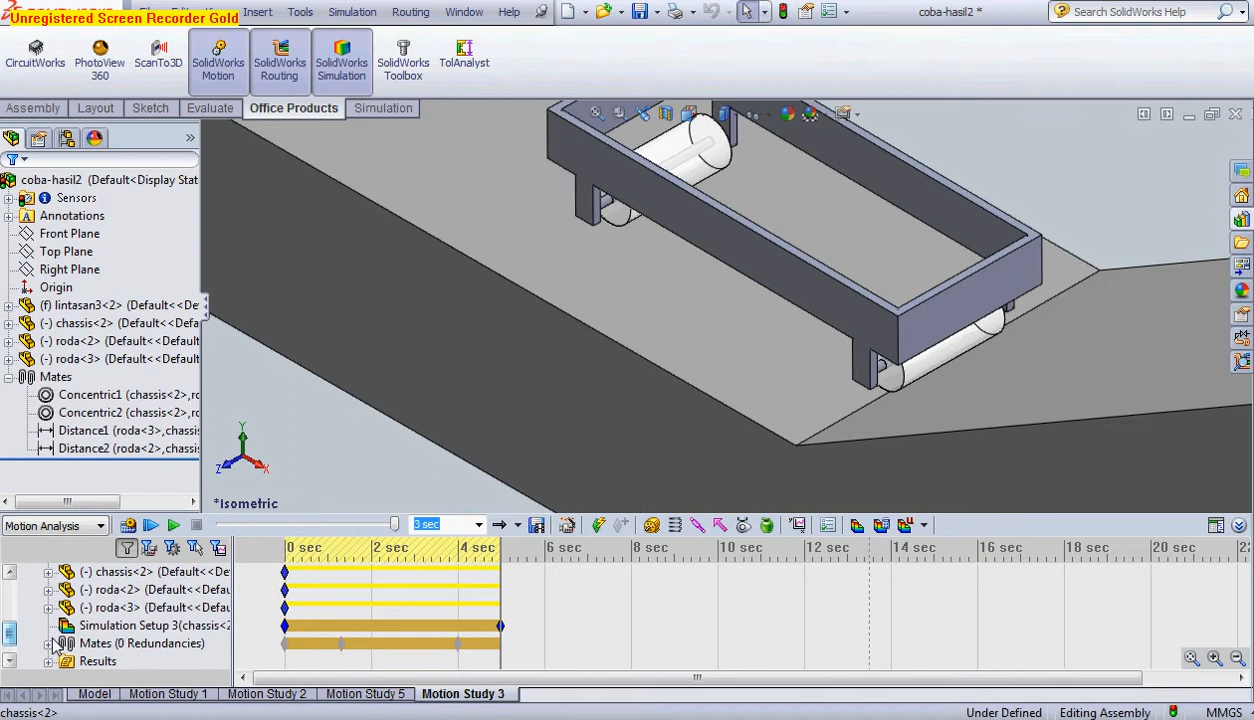 Unregistered Screen Recorder Gold
Insert Tools Simulation Routing Window Help
coba-hasil2 *
Search SolidWorks Help
CircuitWorks
PhotoView 360
ScanTo3D
SolidWorks Motion
SolidWorks Routing
SolidWorks Simulation
SolidWorks Toolbox
TolAnalyst
Assembly Layout Sketch Evaluate Office Products Simulation
coba-hasil2 (Default<Display Stat
Sensors
Annotations
Front Plane
Top Plane
Right Plane
Origin
(f) lintasan3<2> (Default<<De
(-) chassis<2> (Default<<Defa
(-) roda<2> (Default<<Default
(-) roda<3> (Default<<Default
Mates
Concentric1 (chassis<2>,ro
Concentric2 (chassis<2>,ro
Distance1 (roda<3>,chassis
Distance2 (roda<2>,chassis
Y
Z
X
*Isometric
Motion Analysis
3 sec
0 sec 2 sec 4 sec 6 sec 8 sec 10 sec 12 sec 14 sec 16 sec 18 sec 20 sec 22
(-) chassis<2> (Default<<De
(-) roda<2> (Default<<Defau
(-) roda<3> (Default<<Defau
Simulation Setup 3(chassis<2
Mates (0 Redundancies)
Results
Model Motion Study 1 Motion Study 2 Motion Study 5 Motion Study 3
chassis<2>
Under Defined
Editing Assembly
MMGS